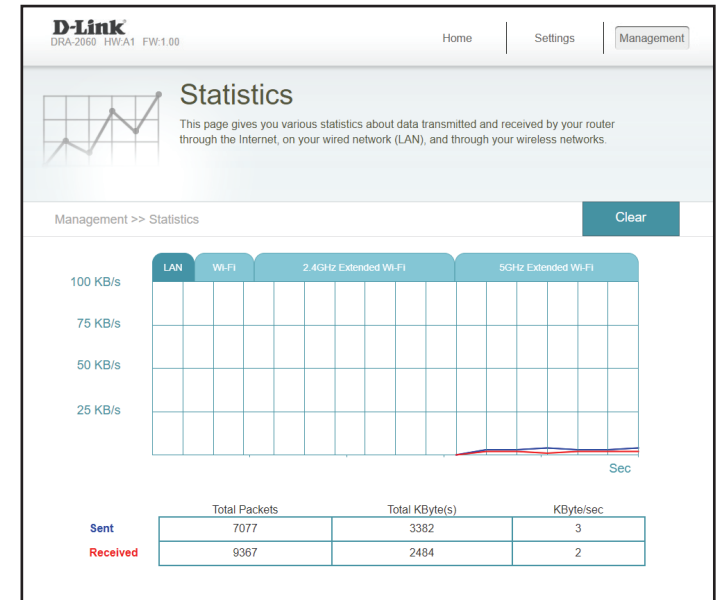 D-Link
DRA-2060 HW:A1 FW:1.00
Home Settings Management
Statistics
This page gives you various statistics about data transmitted and received by your router
through the Internet, on your wired network (LAN), and through your wireless networks.
Management >> Statistics Clear
LAN Wi-Fi 2.4GHz Extended Wi-Fi 5GHz Extended Wi-Fi
100 KB/s
75 KB/s
50 KB/s
25 KB/s
Sec
Total Packets Total KByte(s) KByte/sec
Sent 7077 3382 3
Received 9367 2484 2